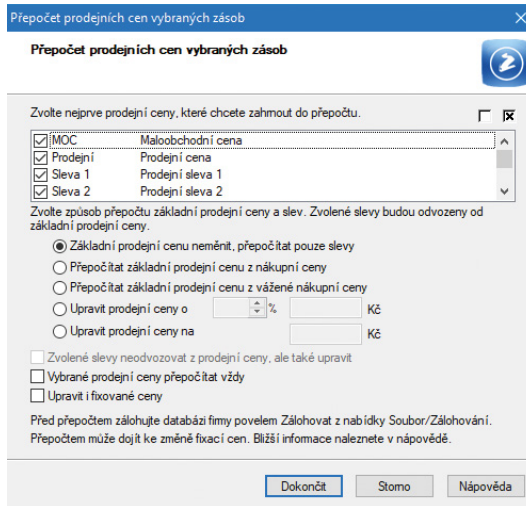 Přepočet prodejních cen vybraných zásob
Přepočet prodejních cen vybraných zásob
Zvolte nejprve prodejní ceny, které chcete zahrnout do přepočtu.
MOC Maloobchodní cena
Prodejní Prodejní cena
Sleva 1 Prodejní sleva 1
Sleva 2 Prodejní sleva 2
Zvolte způsob přepočtu základní prodejní ceny a slev. Zvolené slevy budou odvozeny od
základní prodejní ceny.
Základní prodejní cenu neměnit, přepočítat pouze slevy
Přepočítat základní prodejní cenu z nákupní ceny
Přepočítat základní prodejní cenu z vážené nákupní ceny
Upravit prodejní ceny o % Kč
Upravit prodejní ceny na Kč
Zvolené slevy neodvozovat z prodejní ceny, ale také upravit
Vybrané prodejní ceny přepočítat vždy
Upravit i fixované ceny
Před přepočtem zálohujte databázi firmy povelem Zálohovat z nabídky Soubor/Zálohování.
Přepočtem může dojít ke změně fixací cen. Bližší informace naleznete v nápovědě.
Dokončit Storno Nápověda